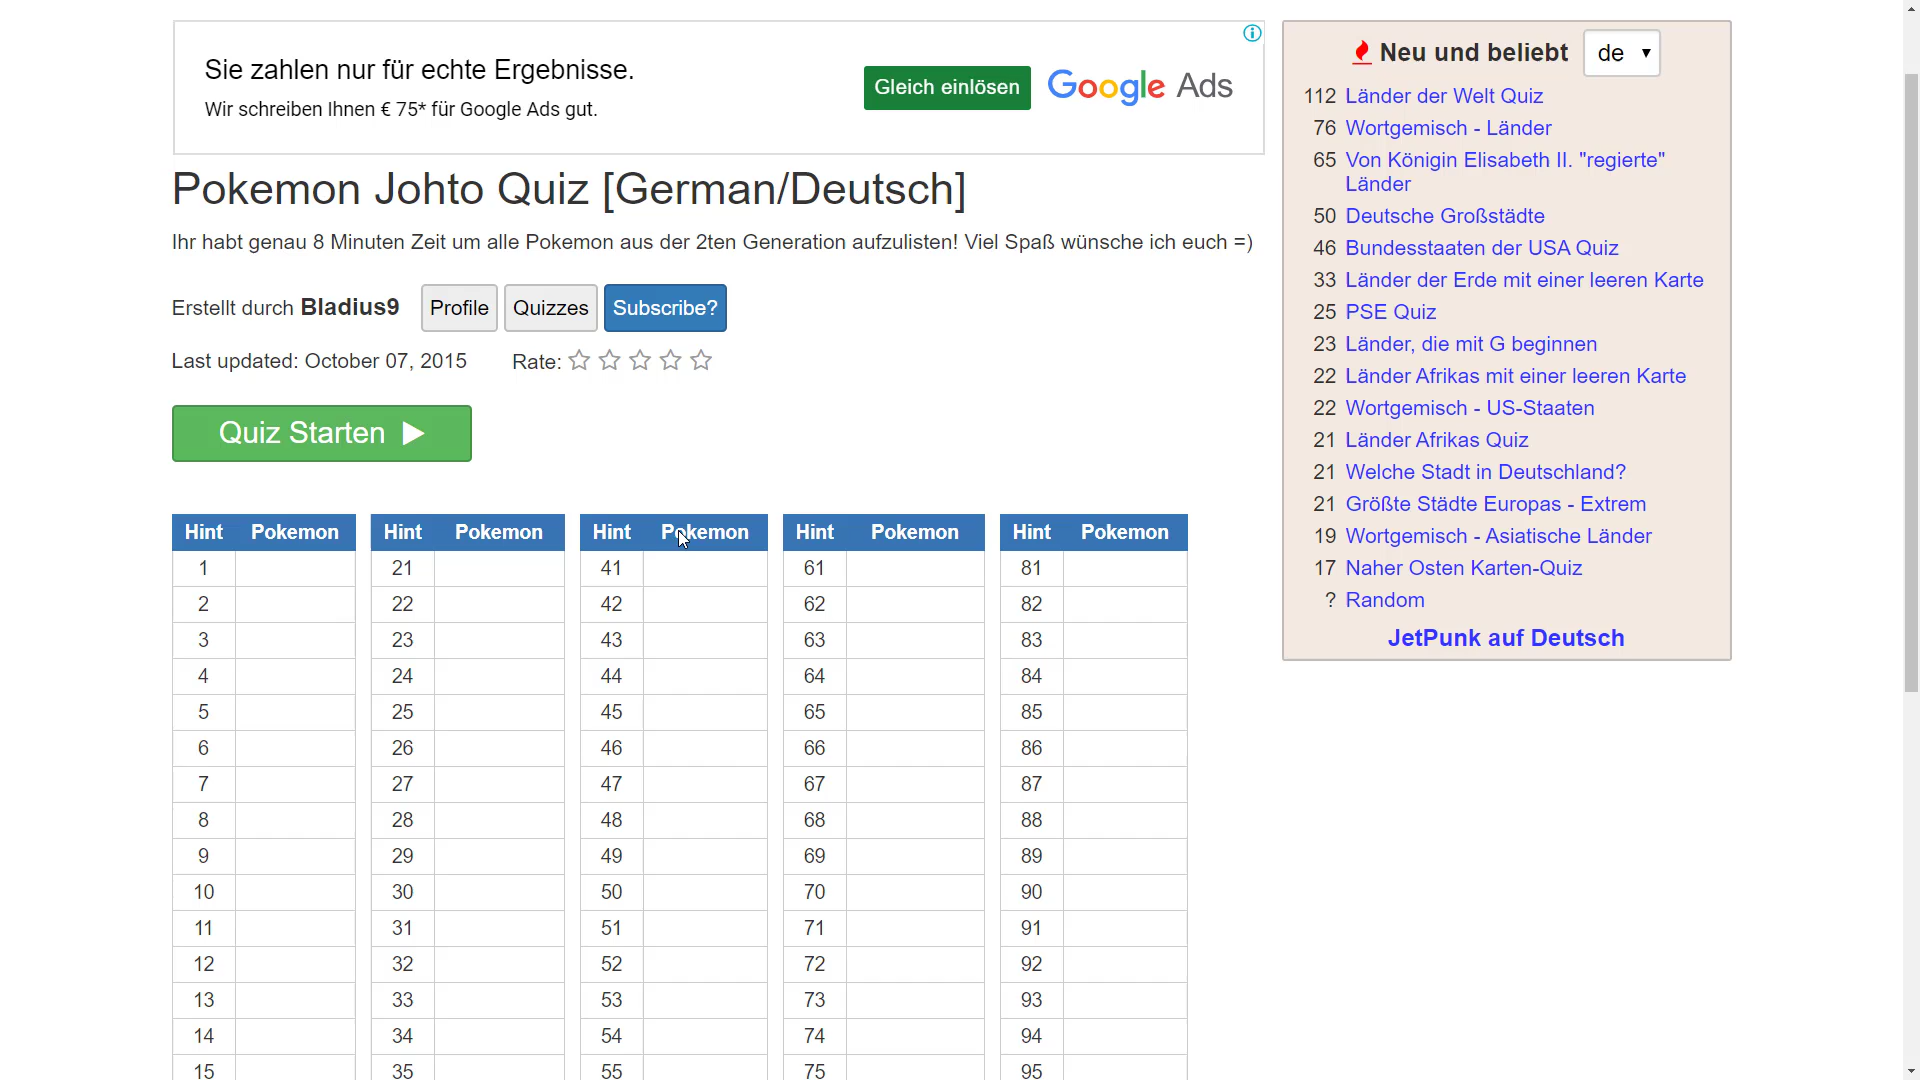 Sie zahlen nur für echte Ergebnisse.
Wir schreiben Ihnen € 75* für Google Ads gut.
Gleich einlösen
Google Ads
Pokemon Johto Quiz [German/Deutsch]
Ihr habt genau 8 Minuten Zeit um alle Pokemon aus der 2ten Generation aufzulisten! Viel Spaß wünsche ich euch =)
Erstellt durch Bladius9 Profile Quizzes Subscribe?
Last updated: October 07, 2015 Rate:
Quiz Starten
Hint Pokemon Hint Pokemon Hint Pokemon Hint Pokemon Hint Pokemon
1 21 41 61 81
2 22 42 62 82
3 23 43 63 83
4 24 44 64 84
5 25 45 65 85
6 26 46 66 86
7 27 47 67 87
8 28 48 68 88
9 29 49 69 89
10 30 50 70 90
11 31 51 71 91
12 32 52 72 92
13 33 53 73 93
14 34 54 74 94
15 35 55 75 95
Neu und beliebt de
112 Länder der Welt Quiz
76 Wortgemisch - Länder
65 Von Königin Elisabeth II. "regierte"
Länder
50 Deutsche Großstädte
46 Bundesstaaten der USA Quiz
33 Länder der Erde mit einer leeren Karte
25 PSE Quiz
23 Länder, die mit G beginnen
22 Länder Afrikas mit einer leeren Karte
22 Wortgemisch - US-Staaten
21 Länder Afrikas Quiz
21 Welche Stadt in Deutschland?
21 Größte Städte Europas - Extrem
19 Wortgemisch - Asiatische Länder
17 Naher Osten Karten-Quiz
? Random
JetPunk auf Deutsch